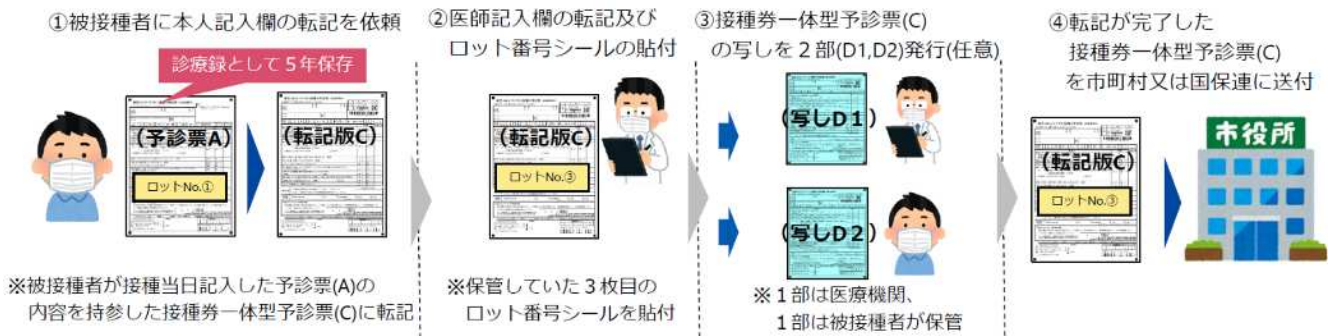 ①被接種者に本人記入欄の転記を依頼
診療録として5年保存
(予診票A)
ロットNo.①
(転記版C)
※被接種者が接種当日記入した予診票(A)の
内容を持参した接種券一体型予診票(C)に転記
②医師記入欄の転記及び
ロット番号シールの貼付
(転記版C)
ロットNo.③
※保管していた3枚目の
ロット番号シールを貼付
③接種券一体型予診票(C)
の写しを2部(D1,D2)発行(任意)
(写しD1)
(写しD2)
※1部は医療機関、
1部は被接種者が保管
④転記が完了した
接種券一体型予診票(C)
を市町村又は国保連に送付
(転記版C)
ロットNo.③
市役所